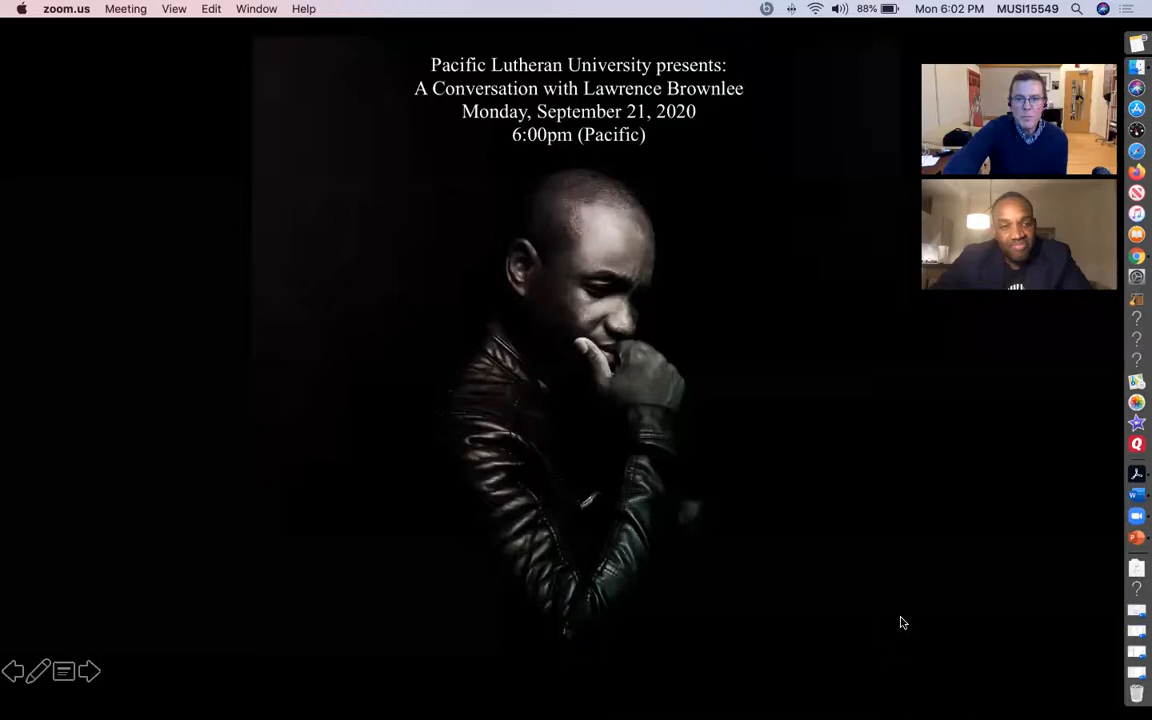 zoom.us Meeting View Edit Window Help 88% Mon 6:02 PM MUSI15549
Pacific Lutheran University presents:
A Conversation with Lawrence Brownlee
Monday, September 21, 2020
6:00pm (Pacific)